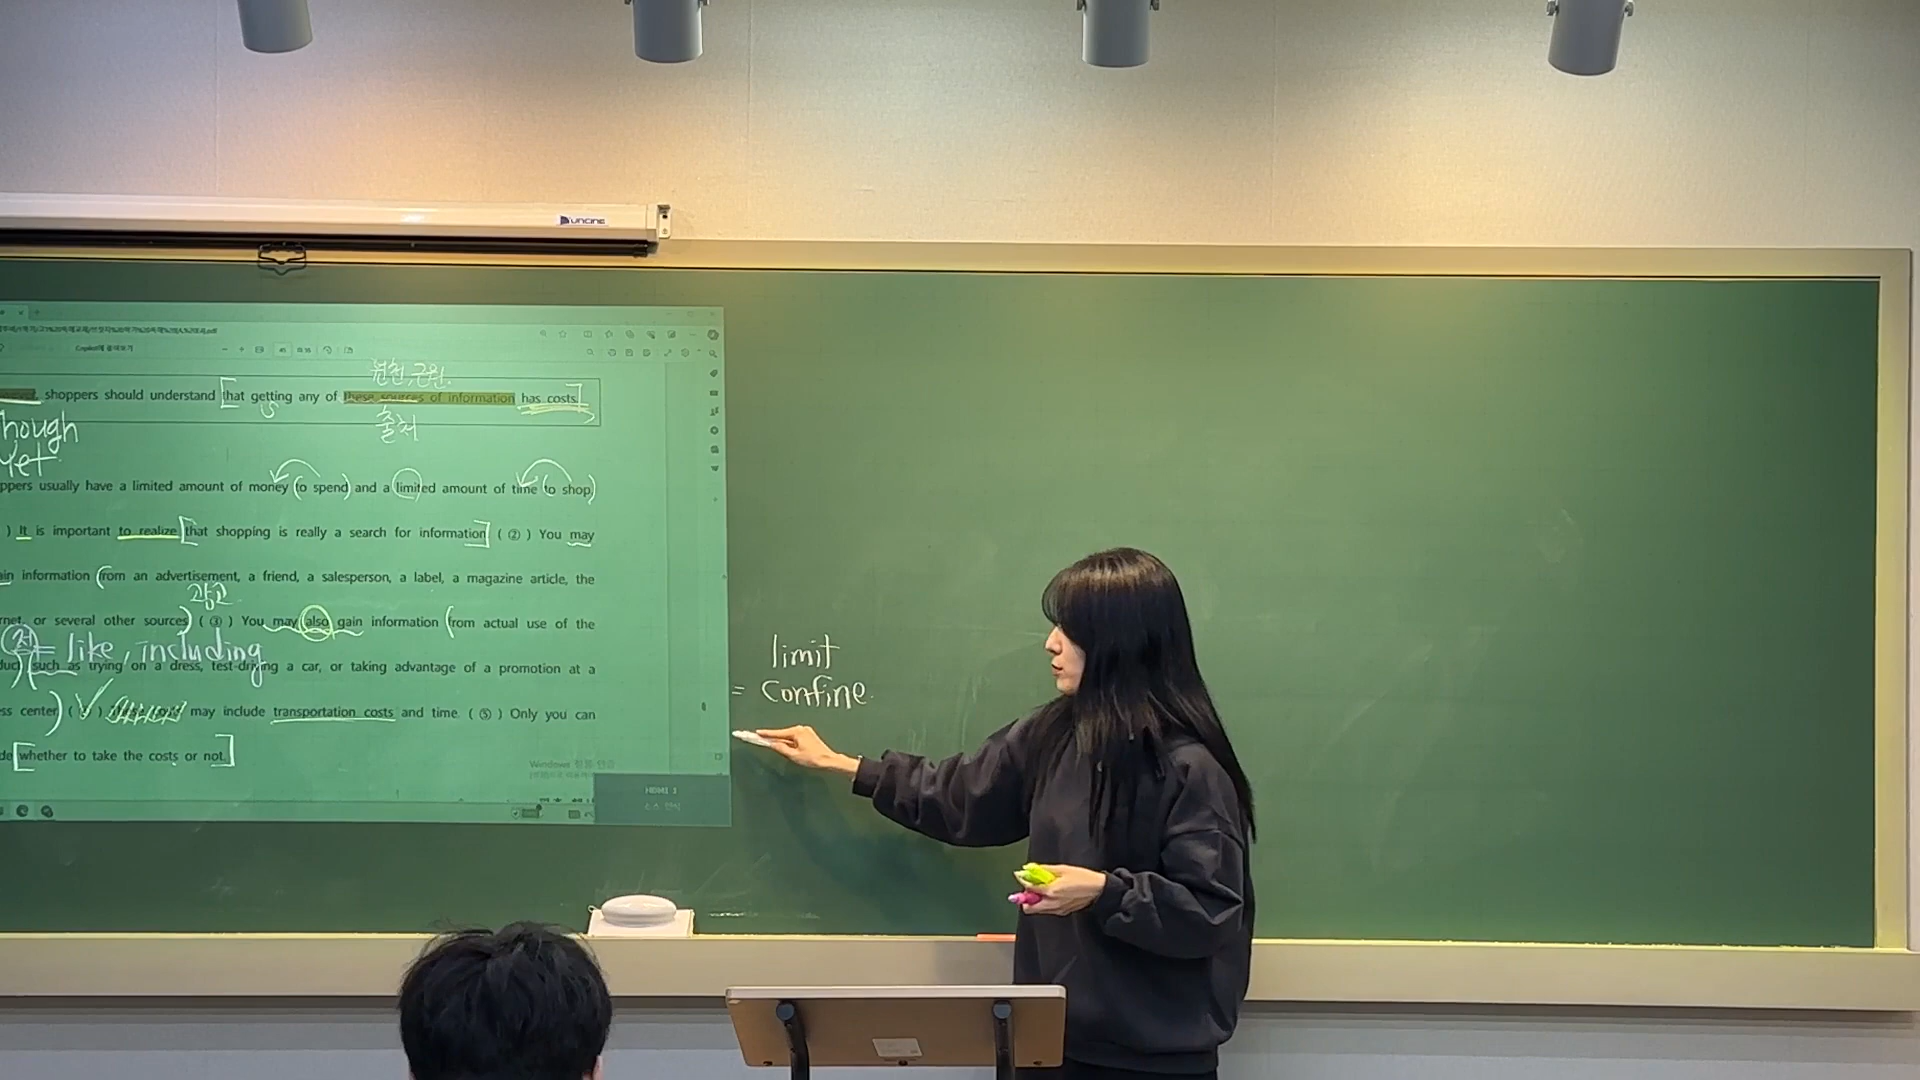 UNCINE
원천, 근원.
shoppers should understand [that getting any of these sources of information has costs.]
출처
though
yet
ppers usually have a limited amount of money (to spend) and a limited amount of time (to shop.)
) It is important to realize [that shopping is really a search for information] ( ② ) You may
ain information (from an advertisement, a friend, a salesperson, a label, a magazine article, the
광고
rnet, or several other sources) ( ③ ) You may also gain information (from actual use of the
전 = like, including
duct) (such as trying on a dress, test-driving a car, or taking advantage of a promotion at a
ss center) ( ) may include transportation costs and time. ( ⑤ ) Only you can
de [whether to take the costs or not.]
limit
= confine.
HDMI 1